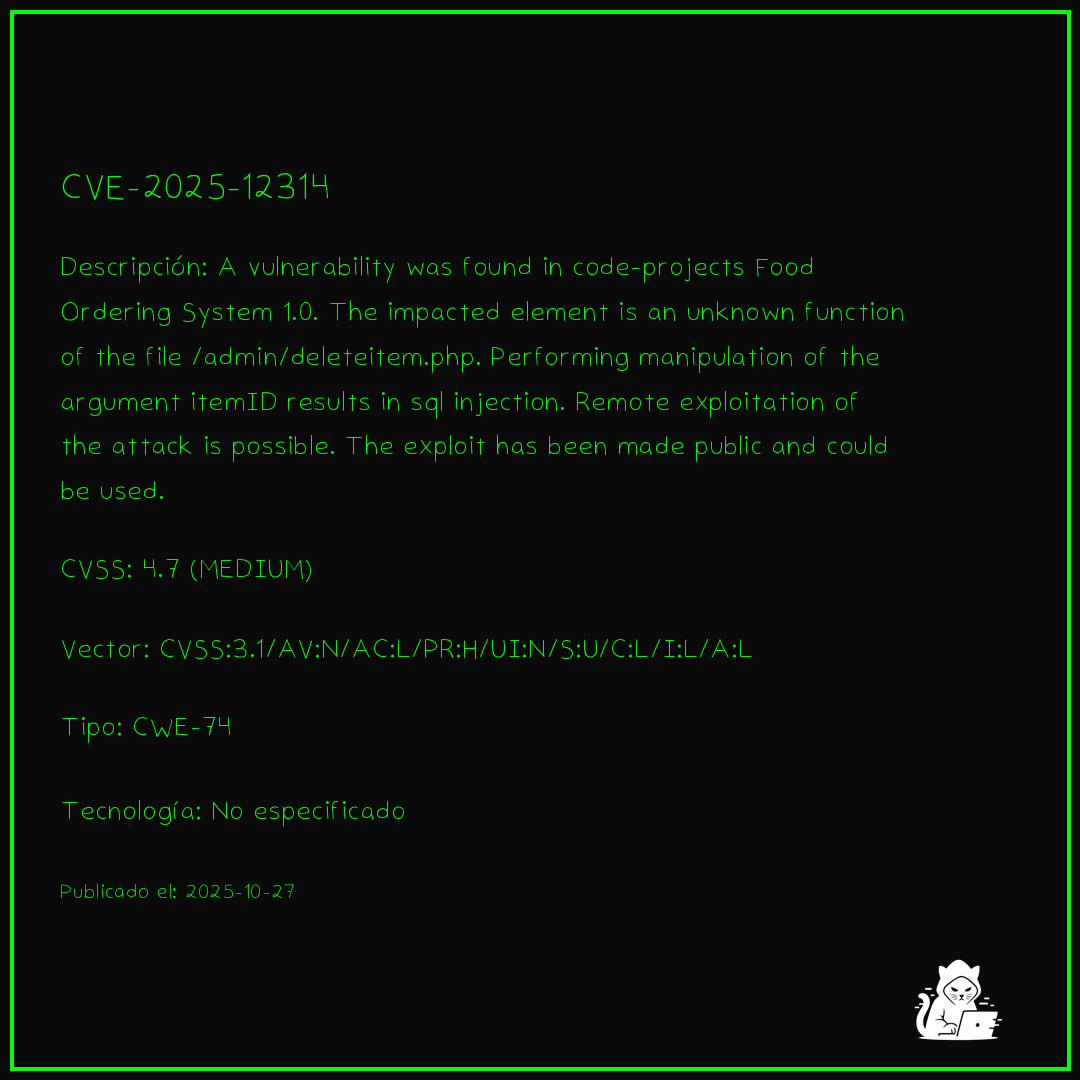 CVE-2025-12314
Descripción: A vulnerability was found in code-projects Food
Ordering System 1.0. The impacted element is an unknown function
of the file /admin/deleteitem.php. Performing manipulation of the
argument itemID results in sql injection. Remote exploitation of
the attack is possible. The exploit has been made public and could
be used.
CVSS: 4.7 (MEDIUM)
Vector: CVSS:3.1/AV:N/AC:L/PR:H/UI:N/S:U/C:L/I:L/A:L
Tipo: CWE-74
Tecnología: No especificado
Publicado el: 2025-10-27